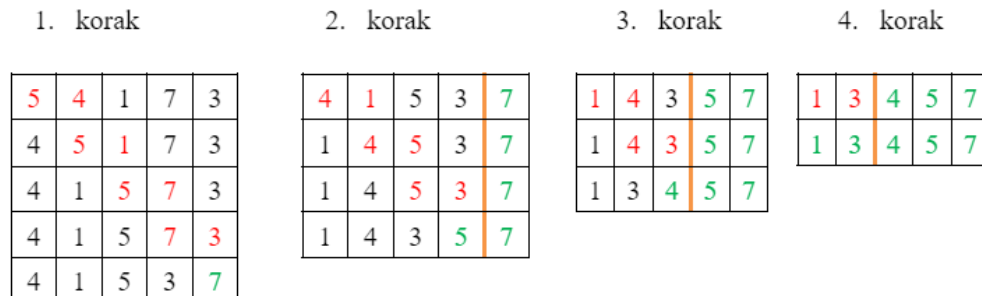 1. korak
5 4 1 7 3
4 5 1 7 3
4 1 5 7 3
4 1 5 7 3
4 1 5 3 7
2. korak
4 1 5 3 7
1 4 5 3 7
1 4 5 3 7
1 4 3 5 7
3. korak
1 4 3 5 7
1 4 3 5 7
1 3 4 5 7
4. korak
1 3 4 5 7
1 3 4 5 7